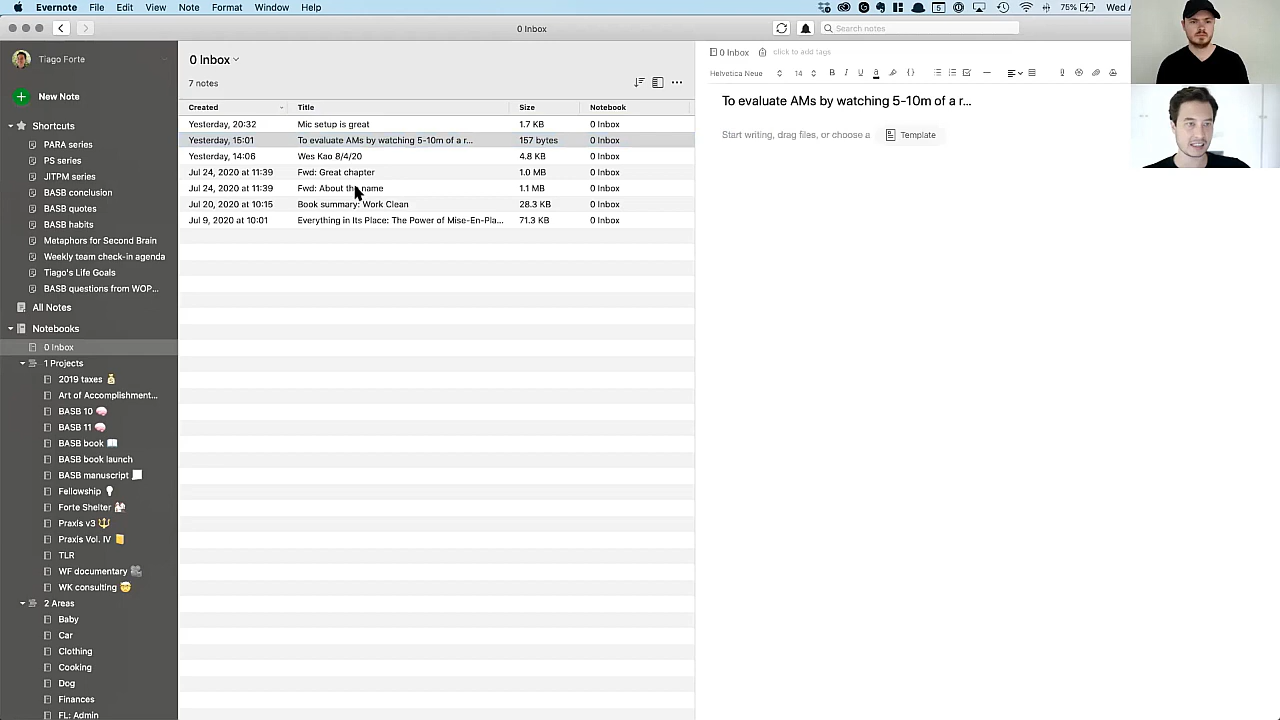 Evernote File Edit View Note Format Window Help 5 75% Wed A
0 Inbox
Search notes
Tiago Forte
New Note
Shortcuts
PARA series
PS series
JITPM series
BASB conclusion
BASB quotes
BASB habits
Metaphors for Second Brain
Weekly team check-in agenda
Tiago's Life Goals
BASB questions from WOP...
All Notes
Notebooks
0 Inbox
1 Projects
2019 taxes
Art of Accomplishment...
BASB 10
BASB 11
BASB book
BASB book launch
BASB manuscript
Fellowship
Forte Shelter
Praxis v3
Praxis Vol. IV
TLR
WF documentary
WK consulting
2 Areas
Baby
Car
Clothing
Cooking
Dog
Finances
FL: Admin
0 Inbox
7 notes
Created Title Size Notebook
Yesterday, 20:32 Mic setup is great 1.7 KB 0 Inbox
Yesterday, 15:01 To evaluate AMs by watching 5-10m of a r... 157 bytes 0 Inbox
Yesterday, 14:06 Wes Kao 8/4/20 4.8 KB 0 Inbox
Jul 24, 2020 at 11:39 Fwd: Great chapter 1.0 MB 0 Inbox
Jul 24, 2020 at 11:39 Fwd: About the name 1.1 MB 0 Inbox
Jul 20, 2020 at 10:15 Book summary: Work Clean 28.3 KB 0 Inbox
Jul 9, 2020 at 10:01 Everything in Its Place: The Power of Mise-En-Pla... 71.3 KB 0 Inbox
0 Inbox click to add tags
Helvetica Neue 14 B I U a
To evaluate AMs by watching 5-10m of a r...
Start writing, drag files, or choose a Template